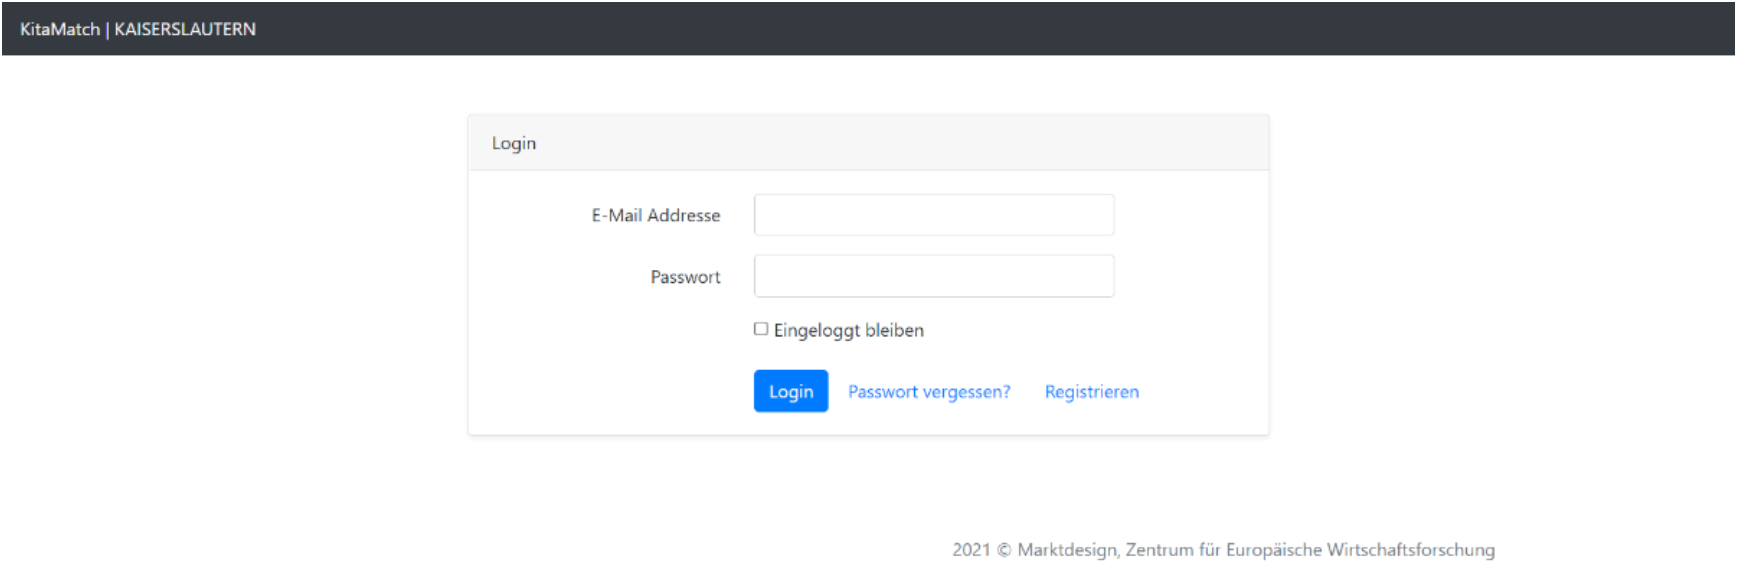 KitaMatch | KAISERSLAUTERN
Login
E-Mail Addresse
Passwort
Eingeloggt bleiben
Login Passwort vergessen? Registrieren
2021 © Marktdesign, Zentrum für Europäische Wirtschaftsforschung